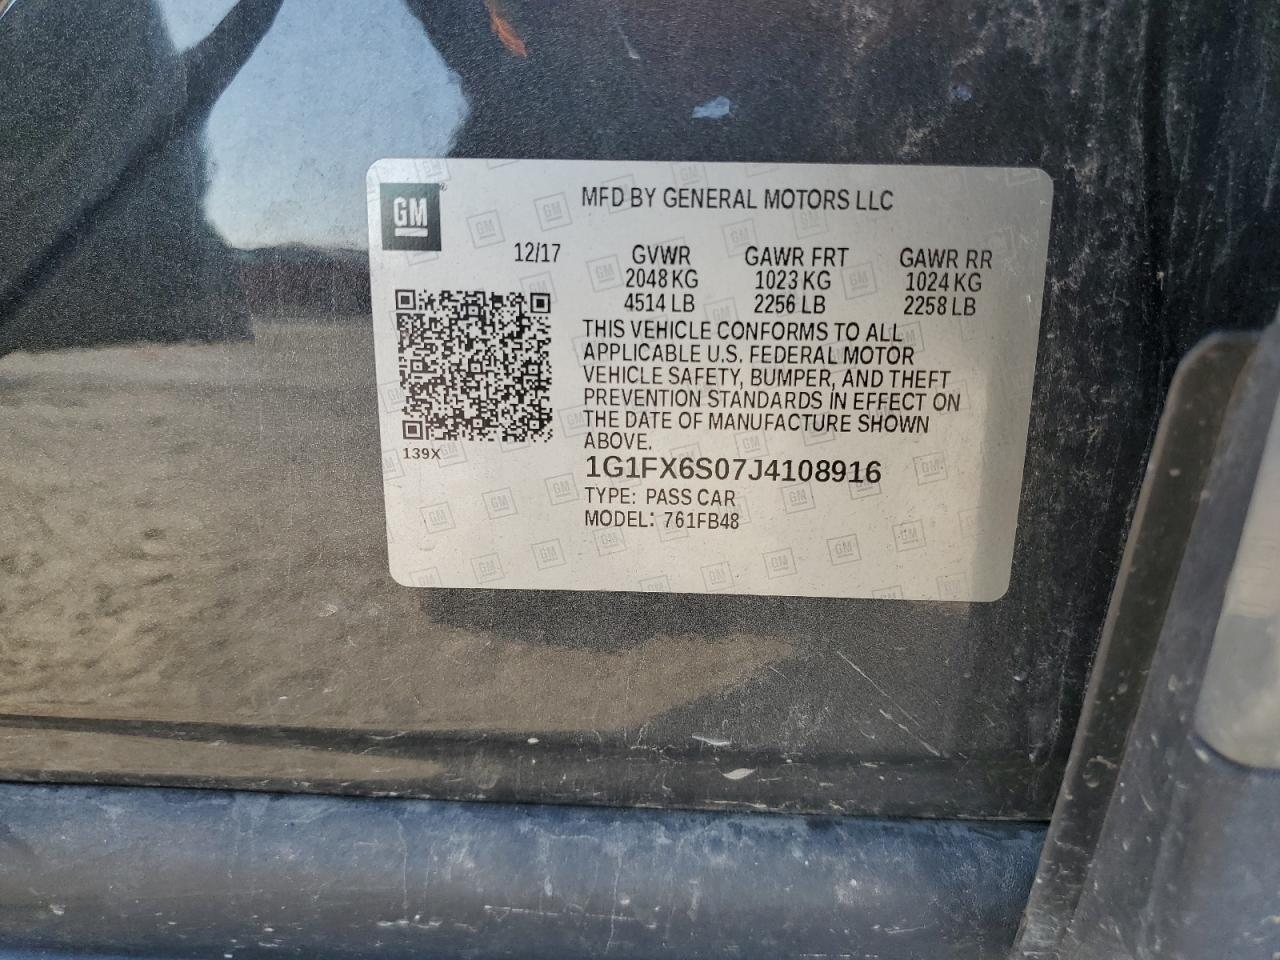 GM
MFD BY GENERAL MOTORS LLC
12/17 GVWR GAWR FRT GAWR RR
2048 KG 1023 KG 1024 KG
4514 LB 2256 LB 2258 LB
THIS VEHICLE CONFORMS TO ALL
APPLICABLE U.S. FEDERAL MOTOR
VEHICLE SAFETY, BUMPER, AND THEFT
PREVENTION STANDARDS IN EFFECT ON
THE DATE OF MANUFACTURE SHOWN
ABOVE.
139X
1G1FX6S07J4108916
TYPE: PASS CAR
MODEL: 761FB48